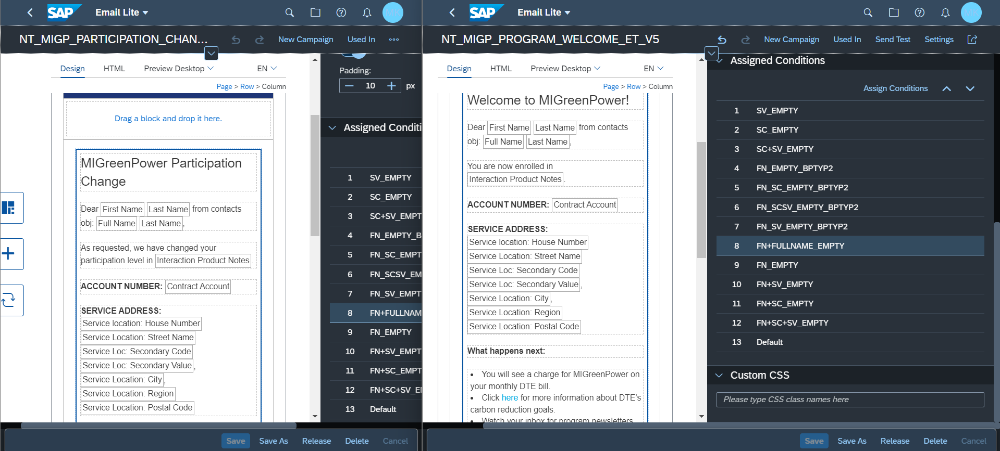 SAP
Email Lite
MK
NT_MIGP_PARTICIPATION_CHAN...
New Campaign
Used In
Design
HTML
Preview Desktop
EN
Page > Row > Column
Drag a block and drop it here.
MIGreenPower Participation
Change
Dear First Name Last Name from contacts
obj: Full Name Last Name,
As requested, we have changed your
participation level in Interaction Product Notes.
ACCOUNT NUMBER: Contract Account
SERVICE ADDRESS:
Service location: House Number
Service Location: Street Name
Service Loc: Secondary Code
Service Loc: Secondary Value,
Service Location: City,
Service Location: Region
Service Location: Postal Code
Padding:
10 px
Assigned Conditi
1 SV_EMPTY
2 SC_EMPTY
3 SC+SV_EMPT
4 FN_EMPTY_B
5 FN_SC_EMPT
6 FN_SCSV_EM
7 FN_SV_EMPT
8 FN+FULLNAM
9 FN_EMPTY
10 FN+SV_EMPT
11 FN+SC_EMPT
12 FN+SC+SV_E
13 Default
Save
Save As
Release
Delete
Cancel
SAP
Email Lite
MK
NT_MIGP_PROGRAM_WELCOME_ET_V5
New Campaign
Used In
Send Test
Settings
Design
HTML
Preview Desktop
EN
Page > Row > Column
Welcome to MIGreenPower!
Dear First Name Last Name from contacts
obj: Full Name Last Name,
You are now enrolled in
Interaction Product Notes.
ACCOUNT NUMBER: Contract Account
SERVICE ADDRESS:
Service location: House Number
Service Location: Street Name
Service Loc: Secondary Code
Service Loc: Secondary Value,
Service Location: City,
Service Location: Region
Service Location: Postal Code
What happens next:
• You will see a charge for MIGreenPower on
your monthly DTE bill.
• Click here for more information about DTE's
carbon reduction goals.
• Watch your inbox for program newsletters
Assigned Conditions
Assign Conditions
1 SV_EMPTY
2 SC_EMPTY
3 SC+SV_EMPTY
4 FN_EMPTY_BPTYP2
5 FN_SC_EMPTY_BPTYP2
6 FN_SCSV_EMPTY_BPTYP2
7 FN_SV_EMPTY_BPTYP2
8 FN+FULLNAME_EMPTY
9 FN_EMPTY
10 FN+SV_EMPTY
11 FN+SC_EMPTY
12 FN+SC+SV_EMPTY
13 Default
Custom CSS
Please type CSS class names here
Save
Save As
Release
Delete
Cancel